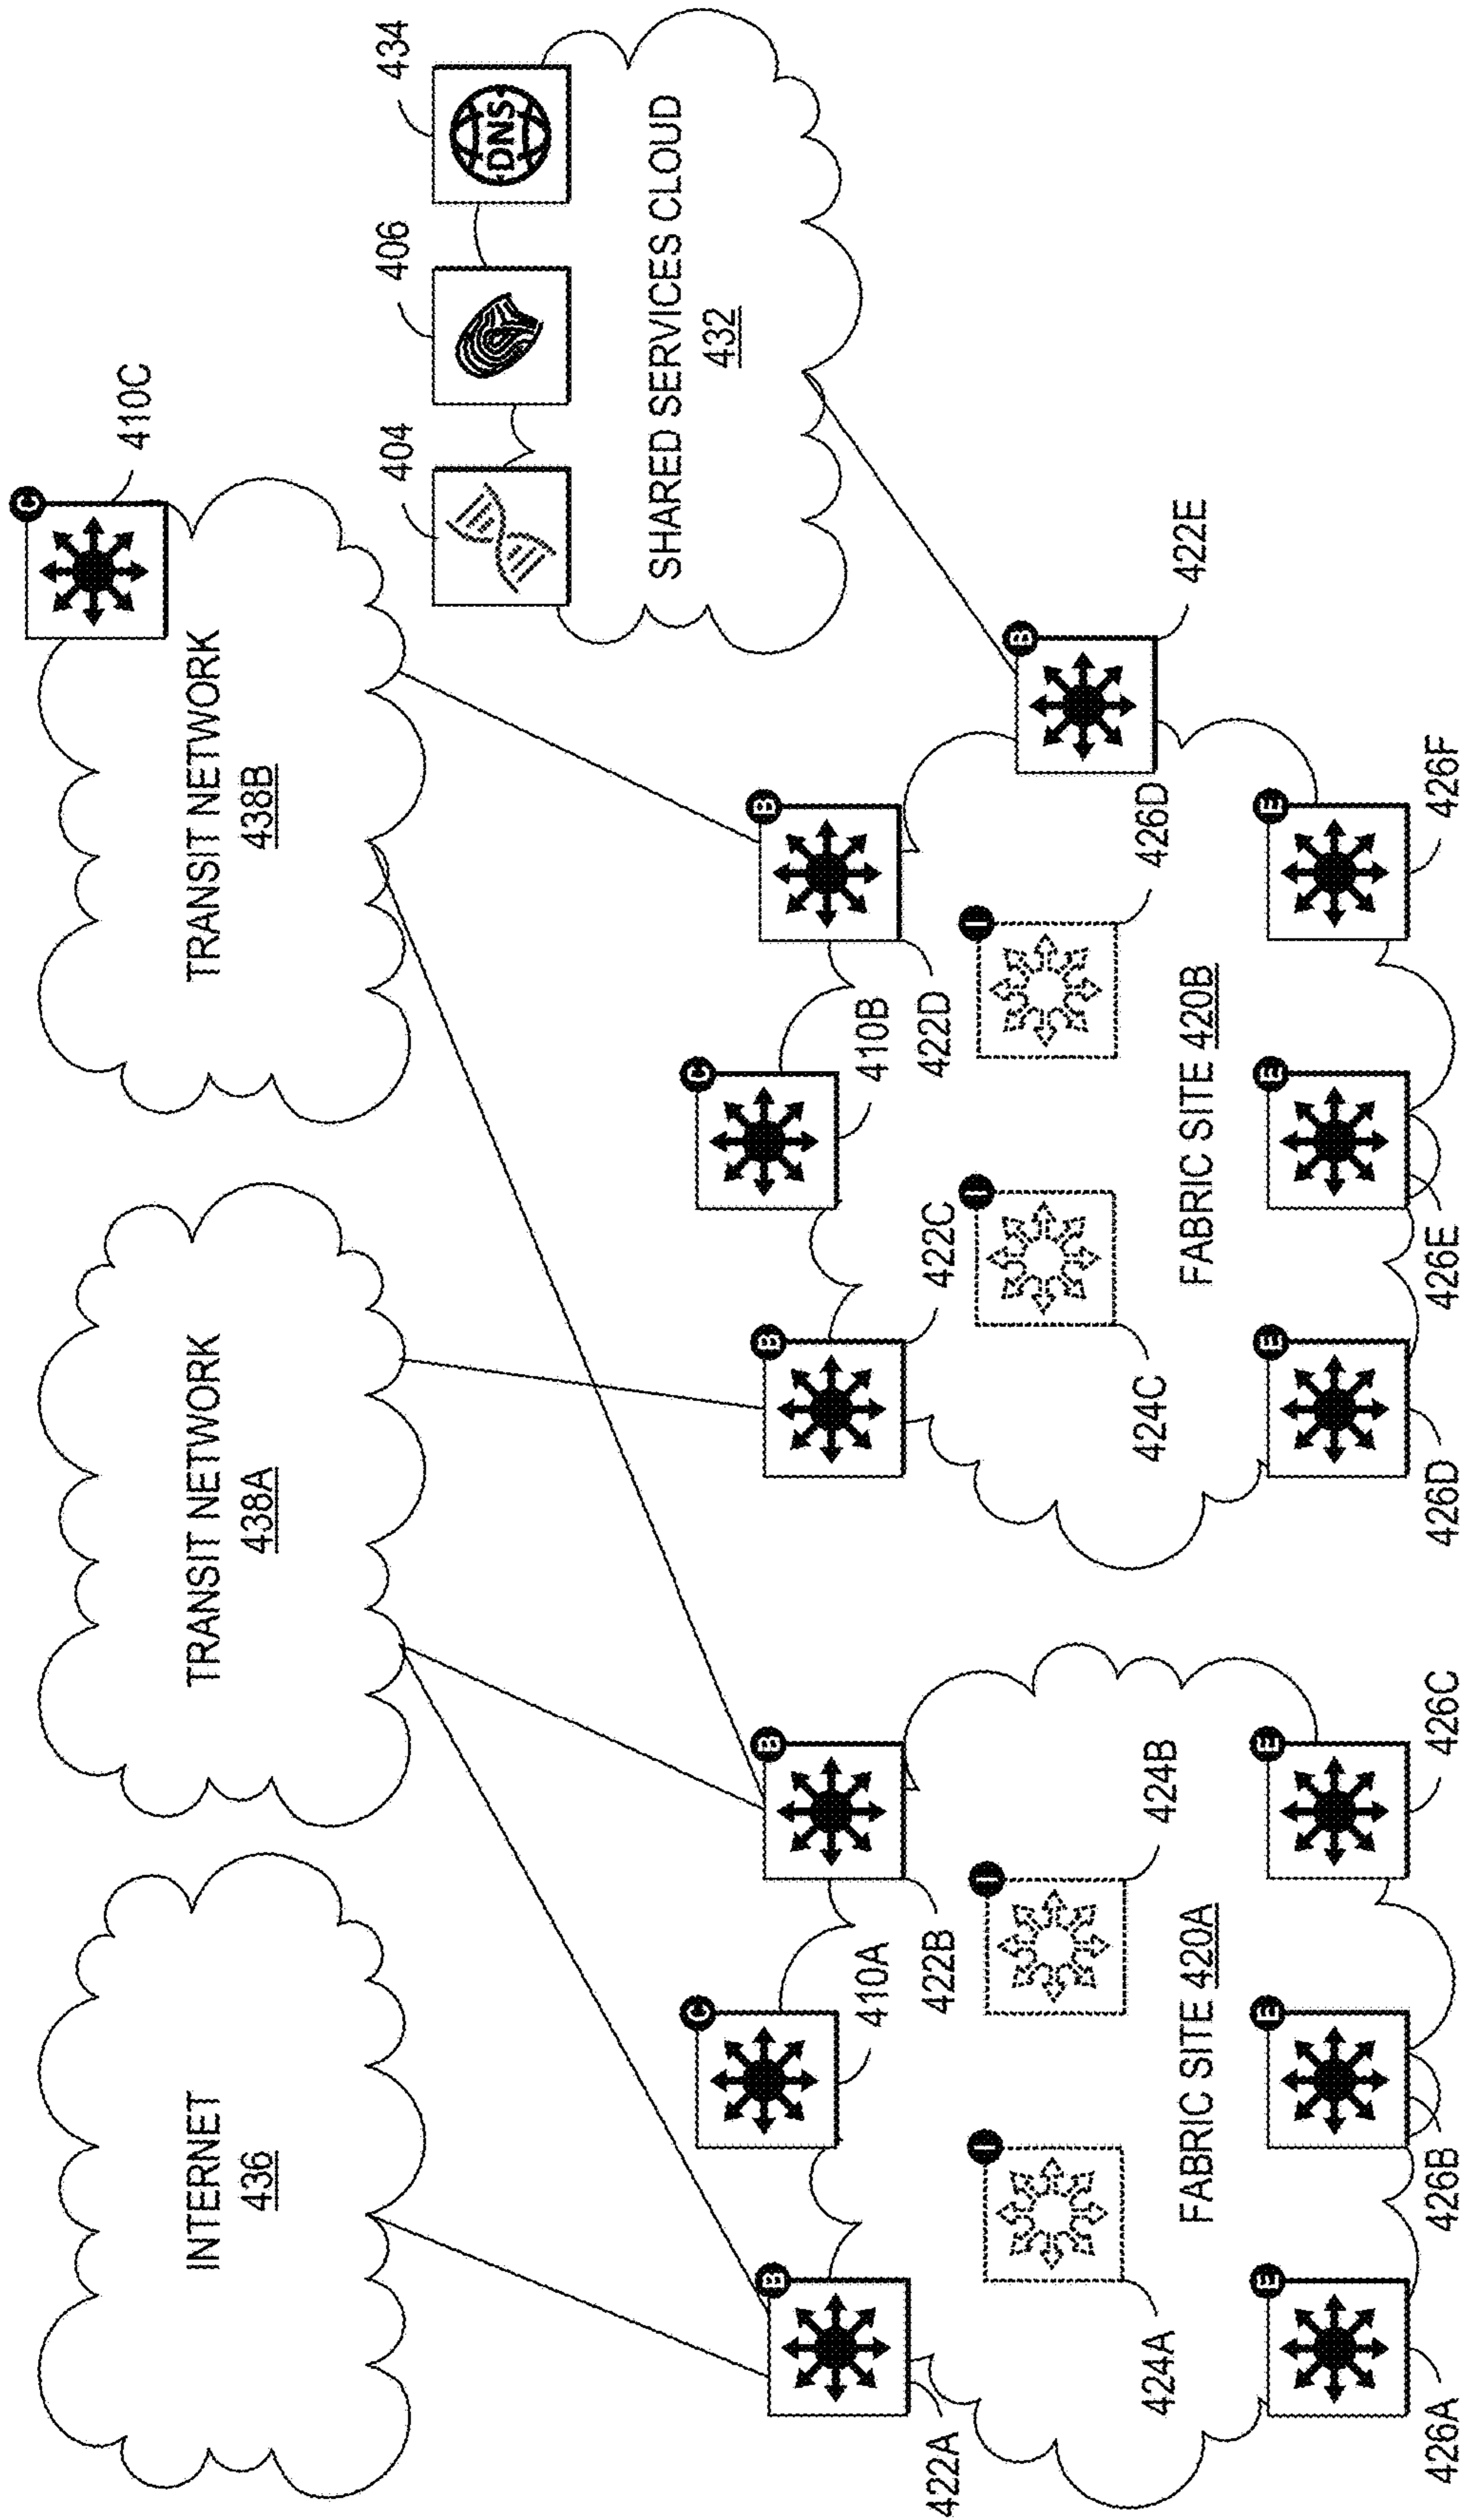 INTERNET
436
TRANSIT NETWORK
438A
TRANSIT NETWORK
438B
C
410C
404
406
434
DNS
SHARED SERVICES CLOUD
432
B
422A
C
410A
B
422B
I
424A
I
424B
FABRIC SITE 420A
E
426A
E
426B
E
426C
B
422C
C
410B
B
422D
B
422E
I
424C
I
426D
FABRIC SITE 420B
E
426D
E
426E
E
426F